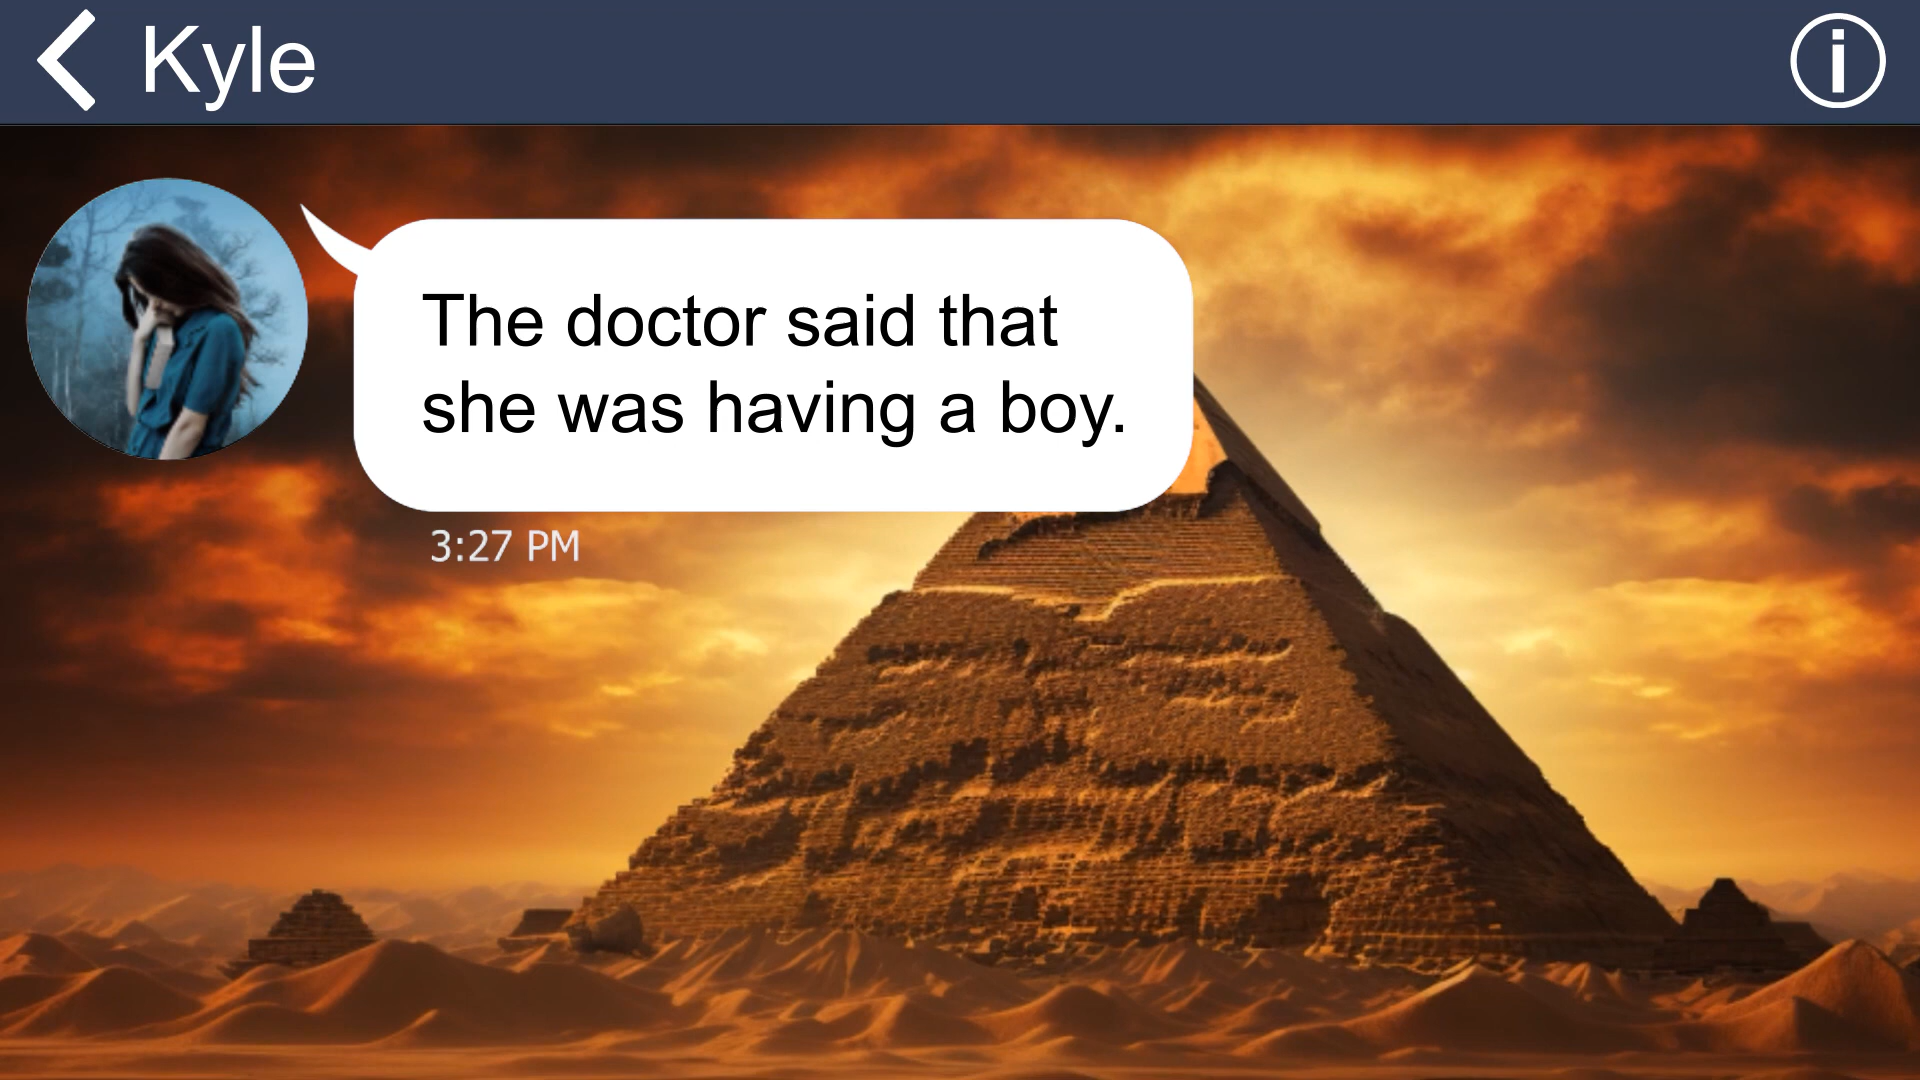 Kyle
The doctor said that
she was having a boy.
3:27 PM